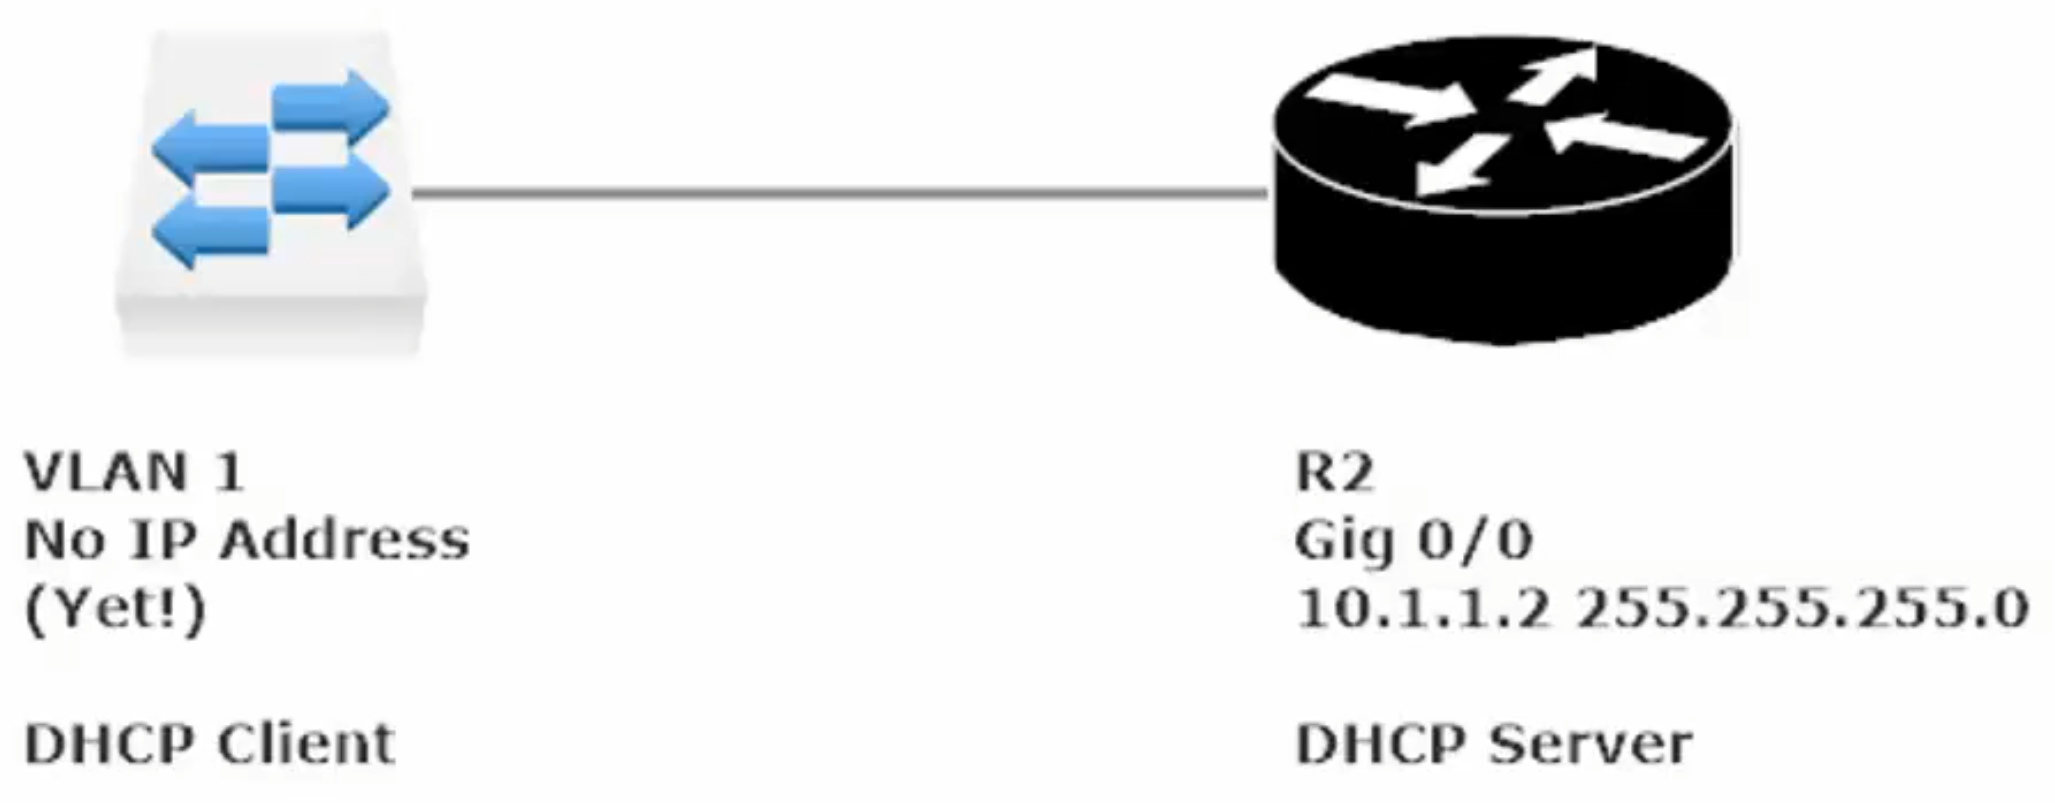 VLAN 1
No IP Address
(Yet!)
DHCP Client
R2
Gig 0/0
10.1.1.2 255.255.255.0
DHCP Server